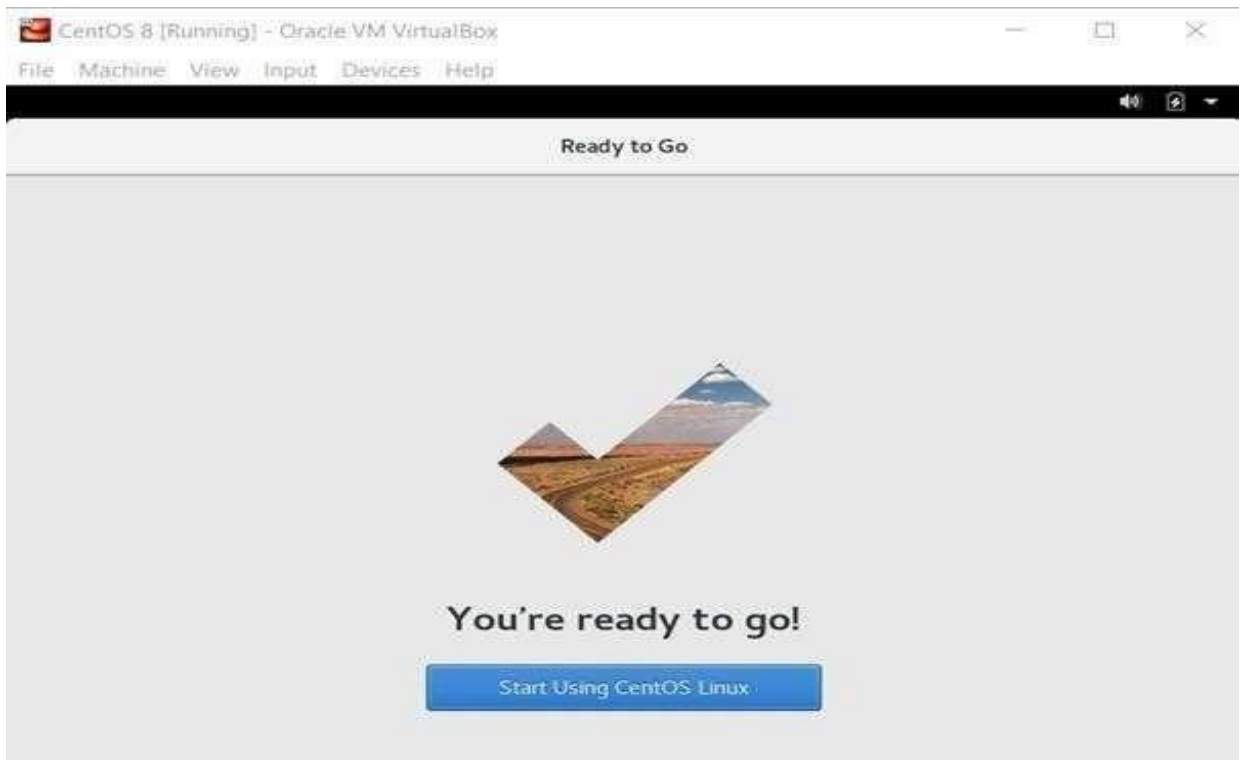 CentOS 8 [Running] - Oracle VM VirtualBox
File Machine View Input Devices Help
Ready to Go
You're ready to go!
Start Using CentOS Linux